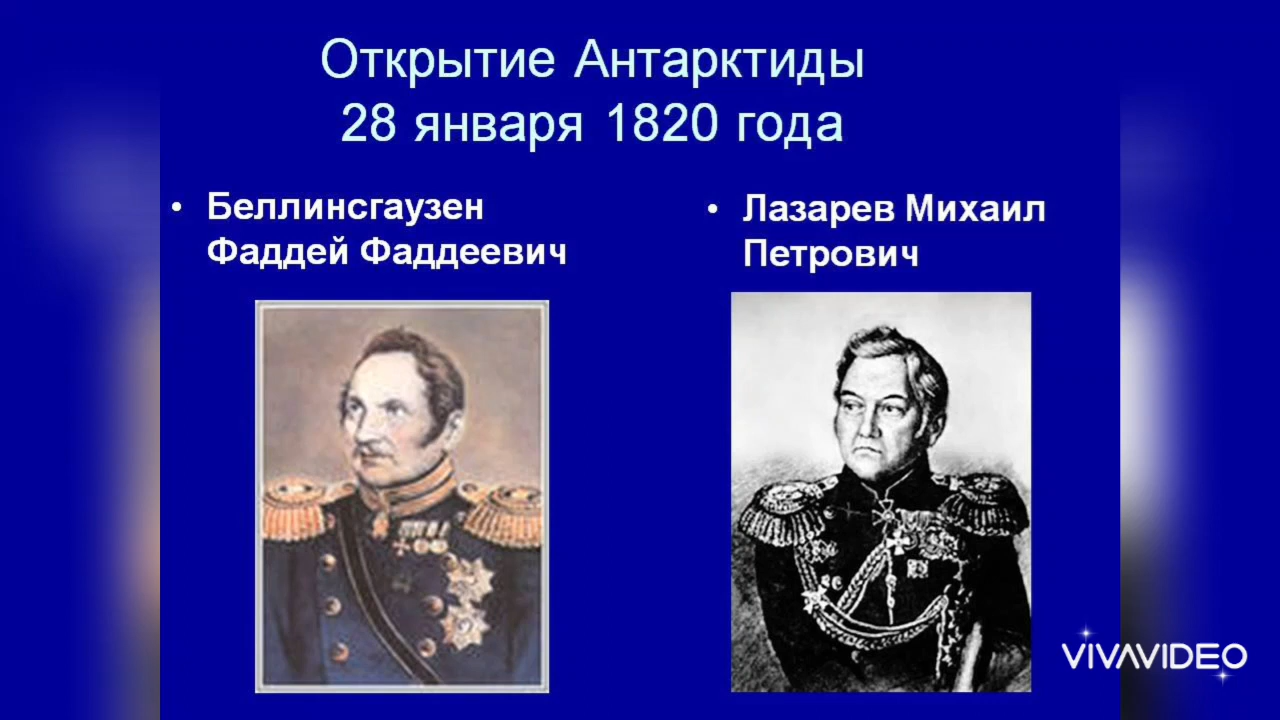 Открытие Антарктиды
28 января 1820 года
• Беллинсгаузен
Фаддей Фаддеевич
• Лазарев Михаил
Петрович
VIVAVIDEO